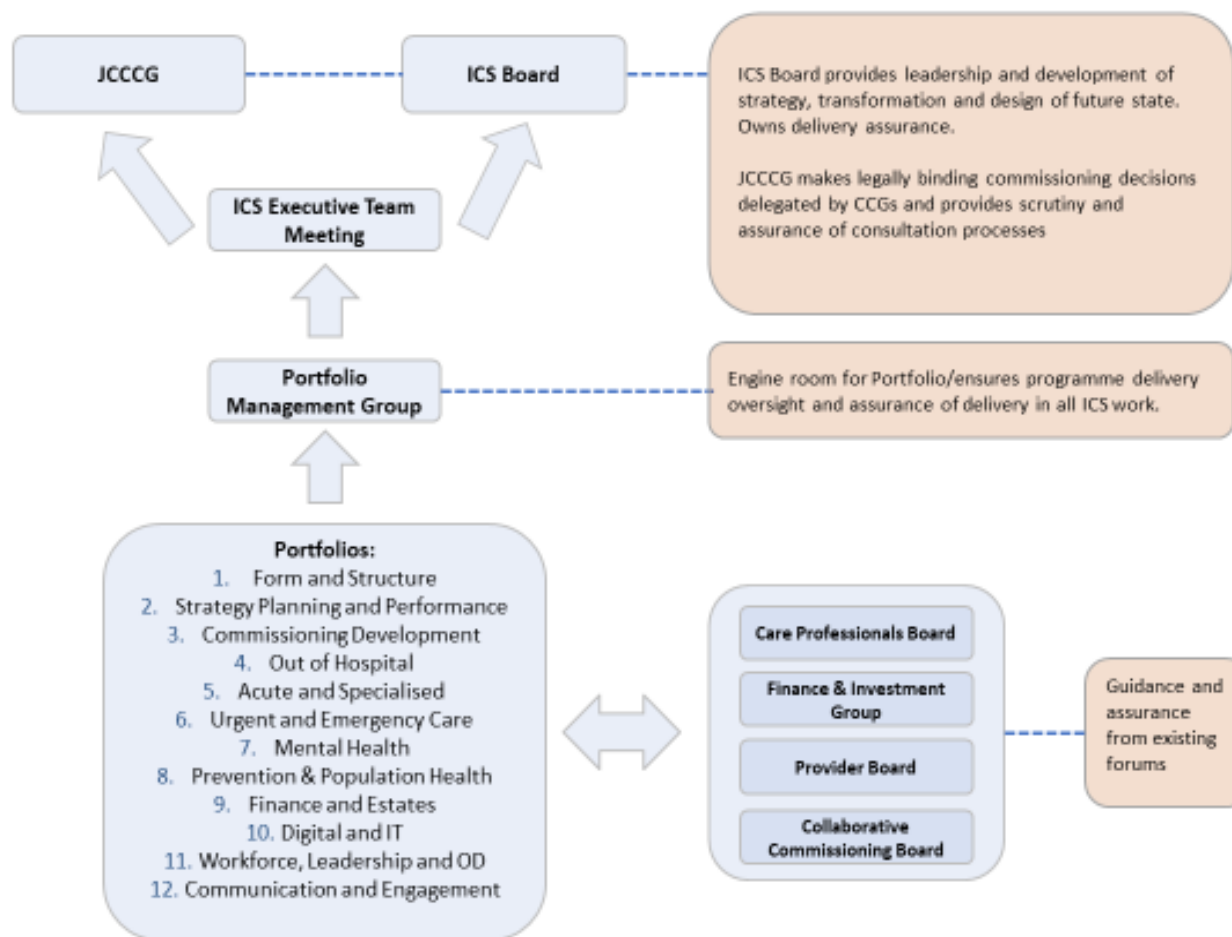 JCCCG
ICS Board
ICS Board provides leadership and development of
strategy, transformation and design of future state.
Owns delivery assurance.
JCCCG makes legally binding commissioning decisions
delegated by CCGs and provides scrutiny and
assurance of consultation processes
ICS Executive Team
Meeting
Portfolio
Management Group
Engine room for Portfolio/ensures programme delivery
oversight and assurance of delivery in all ICS work.
Portfolios:
1. Form and Structure
2. Strategy Planning and Performance
3. Commissioning Development
4. Out of Hospital
5. Acute and Specialised
6. Urgent and Emergency Care
7. Mental Health
8. Prevention & Population Health
9. Finance and Estates
10. Digital and IT
11. Workforce, Leadership and OD
12. Communication and Engagement
Care Professionals Board
Finance & Investment
Group
Provider Board
Collaborative
Commissioning Board
Guidance and
assurance
from existing
forums